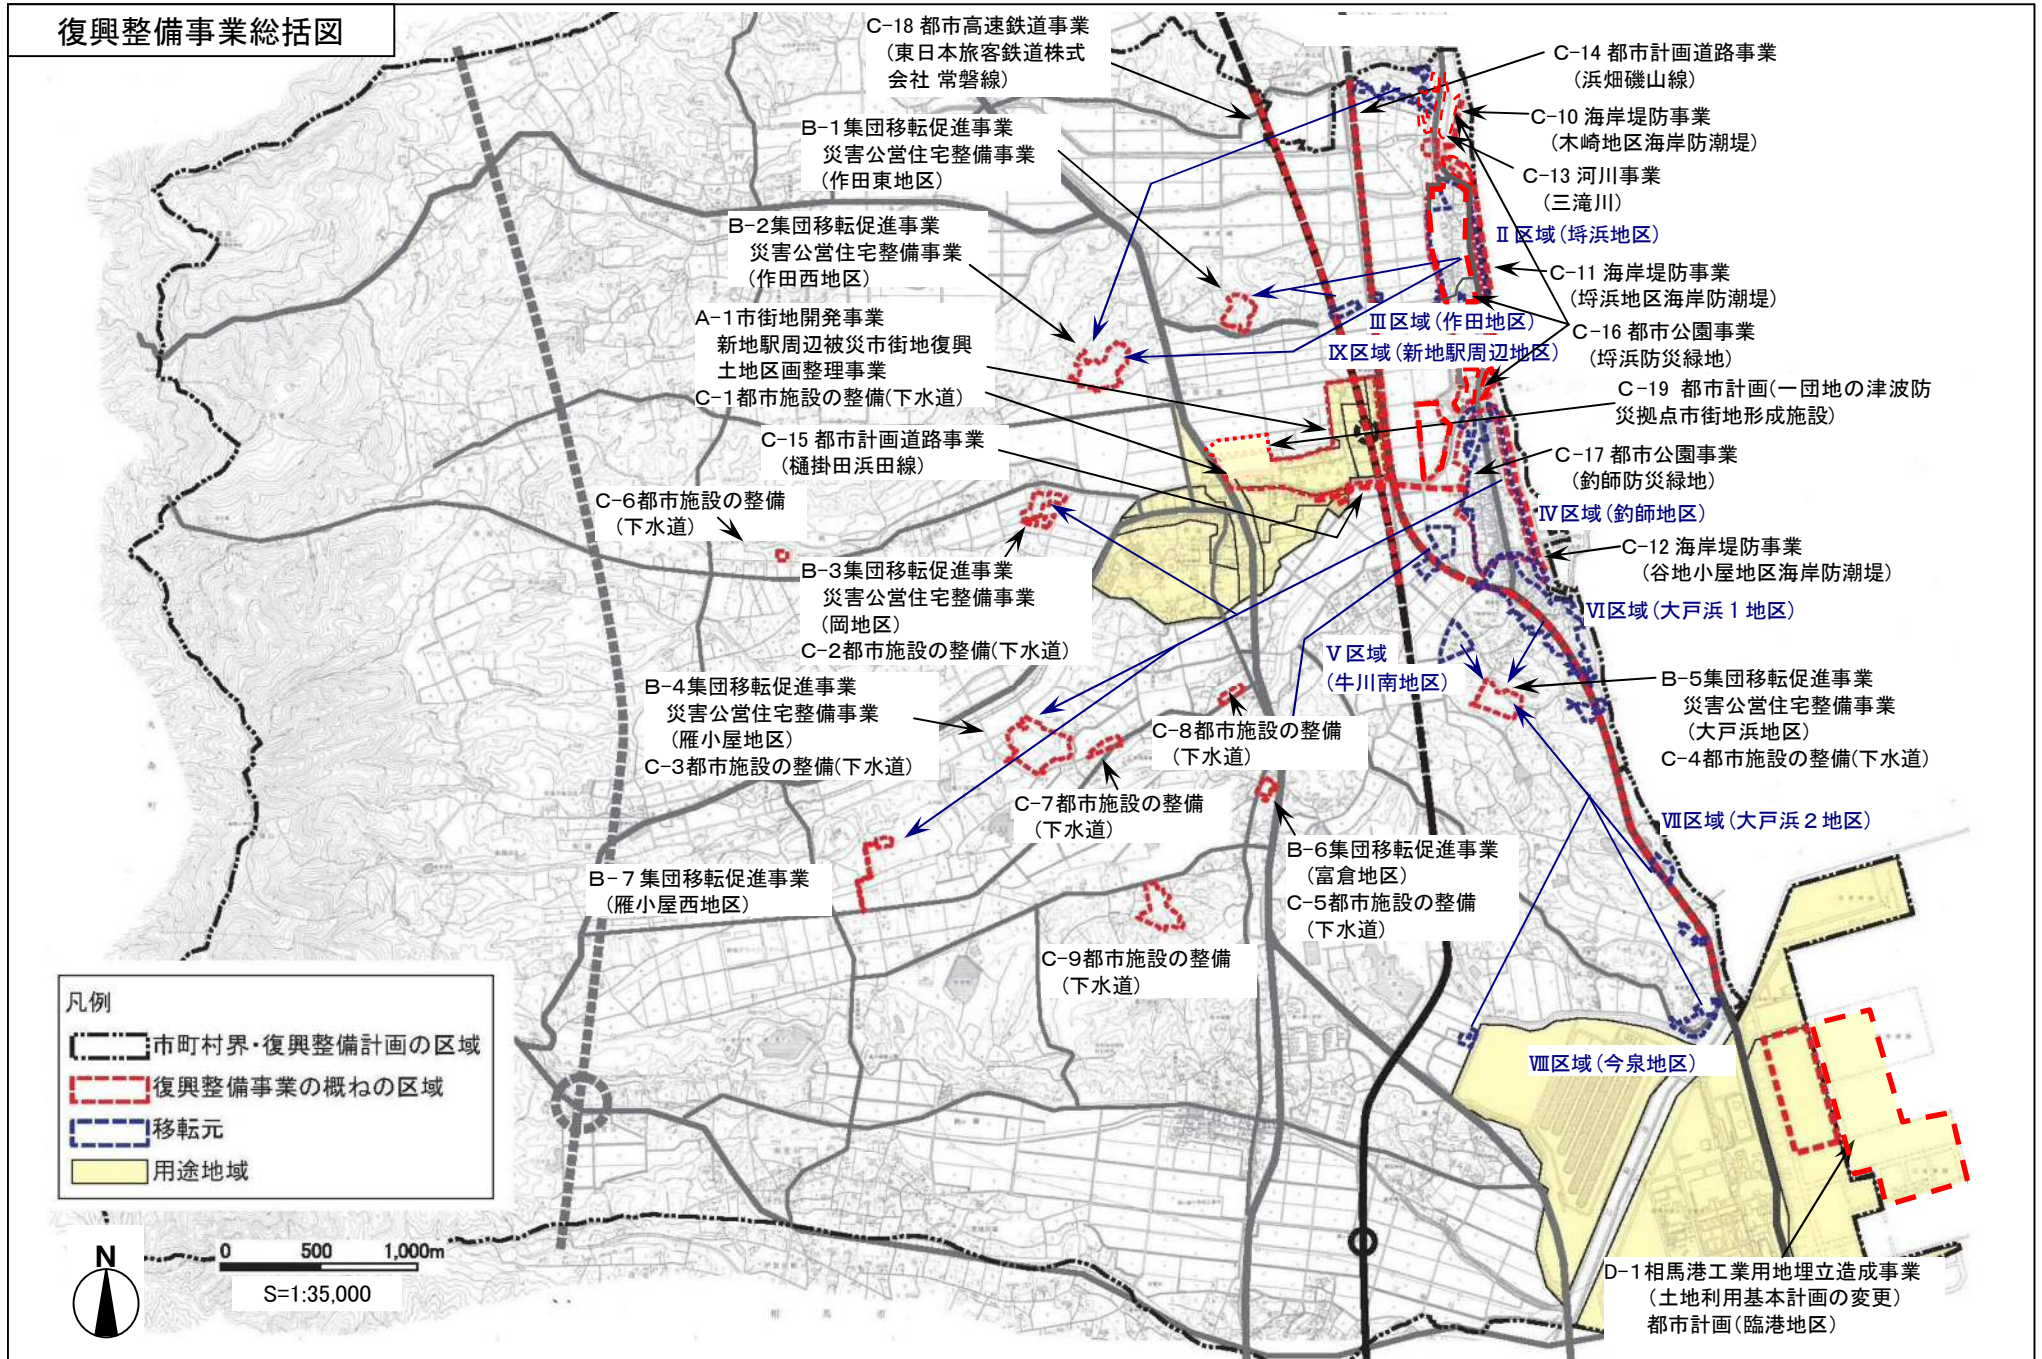 復興整備事業総括図
C-18 都市高速鉄道事業
(東日本旅客鉄道株式
会社 常磐線)
C-14 都市計画道路事業
(浜畑磯山線)
C-10 海岸堤防事業
(木崎地区海岸防潮堤)
B-1集団移転促進事業
災害公営住宅整備事業
(作田東地区)
C-13 河川事業
(三滝川)
B-2集団移転促進事業
災害公営住宅整備事業
(作田西地区)
Ⅱ区域(埒浜地区)
C-11 海岸堤防事業
(埒浜地区海岸防潮堤)
A-1市街地開発事業
新地駅周辺被災市街地復興
土地区画整理事業
C-1都市施設の整備(下水道)
Ⅲ区域(作田地区)
Ⅸ区域(新地駅周辺地区)
C-16 都市公園事業
(埒浜防災緑地)
C-19 都市計画(一団地の津波防
災拠点市街地形成施設)
C-15 都市計画道路事業
(樋掛田浜田線)
C-17 都市公園事業
(釣師防災緑地)
C-6都市施設の整備
(下水道)
Ⅳ区域(釣師地区)
C-12 海岸堤防事業
(谷地小屋地区海岸防潮堤)
B-3集団移転促進事業
災害公営住宅整備事業
(岡地区)
C-2都市施設の整備(下水道)
Ⅵ区域(大戸浜1地区)
Ⅴ区域
(牛川南地区)
B-4集団移転促進事業
災害公営住宅整備事業
(雁小屋地区)
C-3都市施設の整備(下水道)
B-5集団移転促進事業
災害公営住宅整備事業
(大戸浜地区)
C-4都市施設の整備(下水道)
C-8都市施設の整備
(下水道)
C-7都市施設の整備
(下水道)
Ⅶ区域(大戸浜2地区)
B-7集団移転促進事業
(雁小屋西地区)
B-6集団移転促進事業
(富倉地区)
C-5都市施設の整備
(下水道)
C-9都市施設の整備
(下水道)
Ⅷ区域(今泉地区)
凡例
市町村界・復興整備計画の区域
復興整備事業の概ねの区域
移転元
用途地域
N
0 500 1,000m
S=1:35,000
D-1相馬港工業用地埋立造成事業
(土地利用基本計画の変更)
都市計画(臨港地区)
相馬市